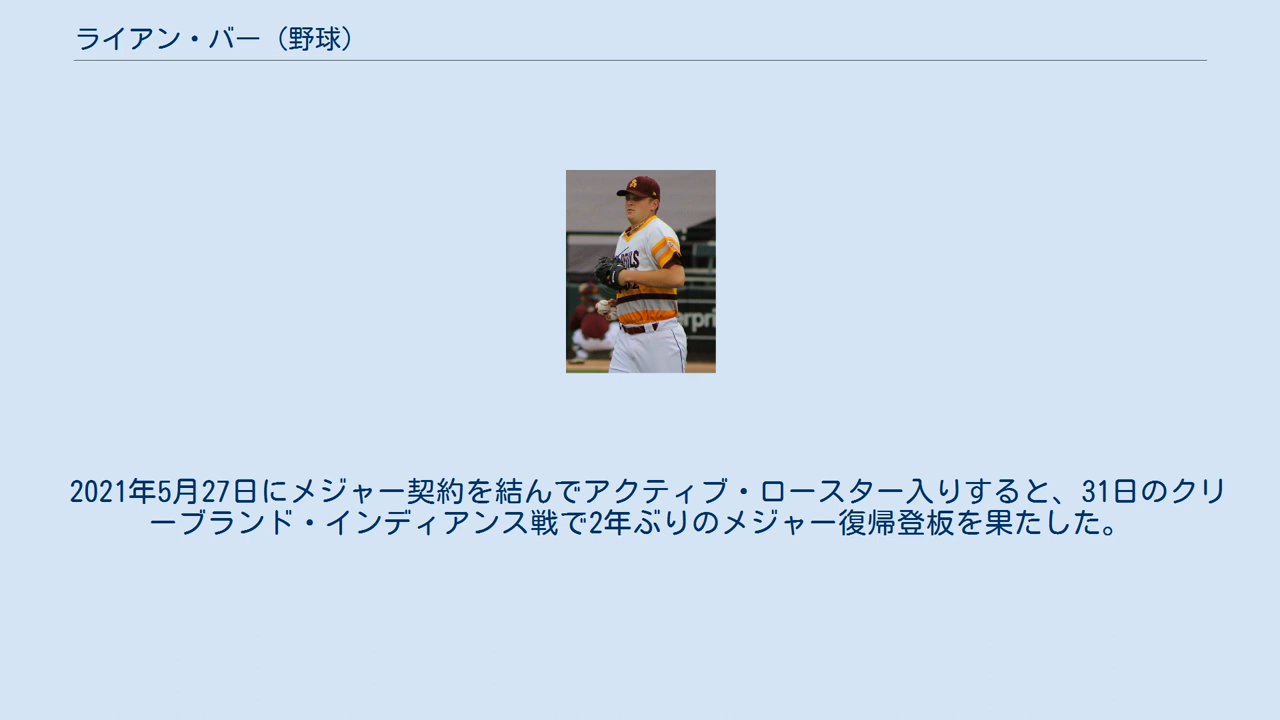 ライアン・バー（野球）
2021年5月27日にメジャー契約を結んでアクティブ・ロースター入りすると、31日のクリ
ーブランド・インディアンス戦で2年ぶりのメジャー復帰登板を果たした。